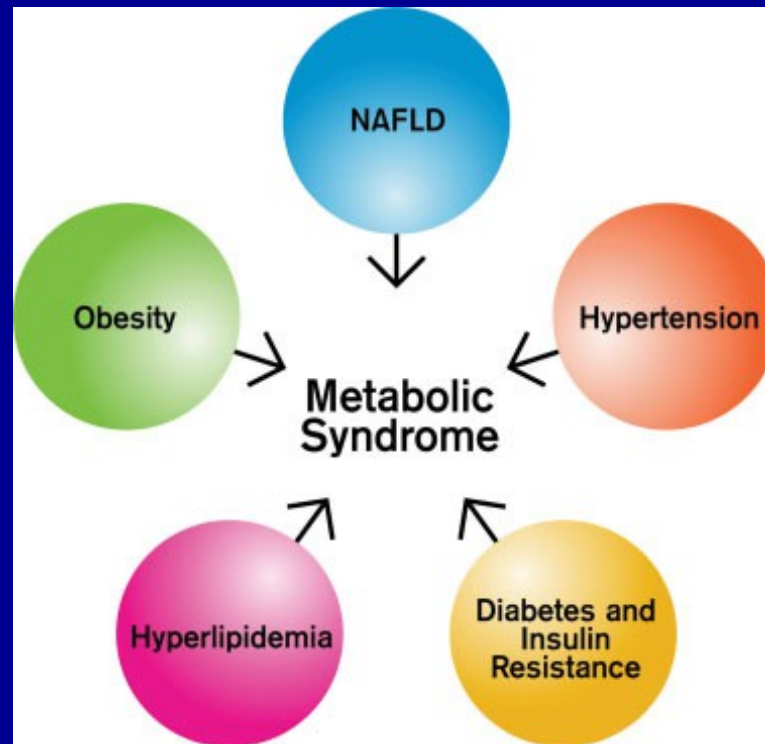 NAFLD
Obesity
Hypertension
Metabolic
Syndrome
Hyperlipidemia
Diabetes and
Insulin
Resistance